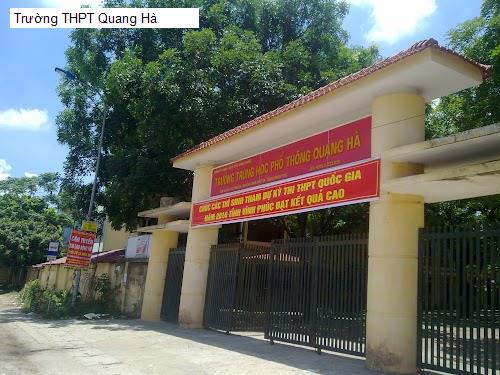 Trường THPT Quang Hà
TRƯỜNG TRUNG HỌC PHỔ THÔNG QUANG HÀ
CHÚC CÁC THÍ SINH THAM DỰ KỲ THI THPT QUỐC GIA
NĂM 2018 TỈNH VĨNH PHÚC ĐẠT KẾT QUẢ CAO